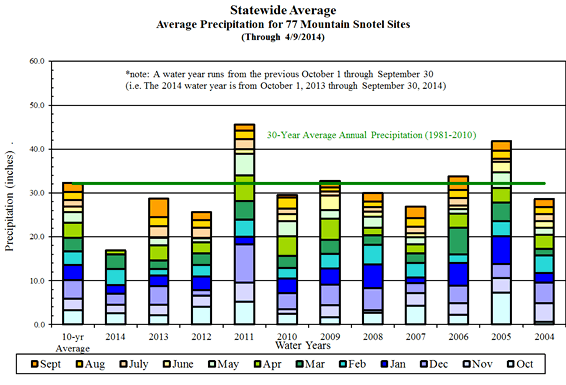 Statewide Average
Average Precipitation for 77 Mountain Snotel Sites
(Through 4/9/2014)
60.0
*note: A water year runs from the previous October 1 through September 30
(i.e. The 2014 water year is from October 1, 2013 through September 30, 2014)
50.0
40.0
30-Year Average Annual Precipitation (1981-2010)
30.0
20.0
10.0
0.0
Precipitation (inches) .
10-yr Average
2014
2013
2012
2011
2010
2009
2008
2007
2006
2005
2004
Water Years
Sept Aug July June May Apr Mar Feb Jan Dec Nov Oct